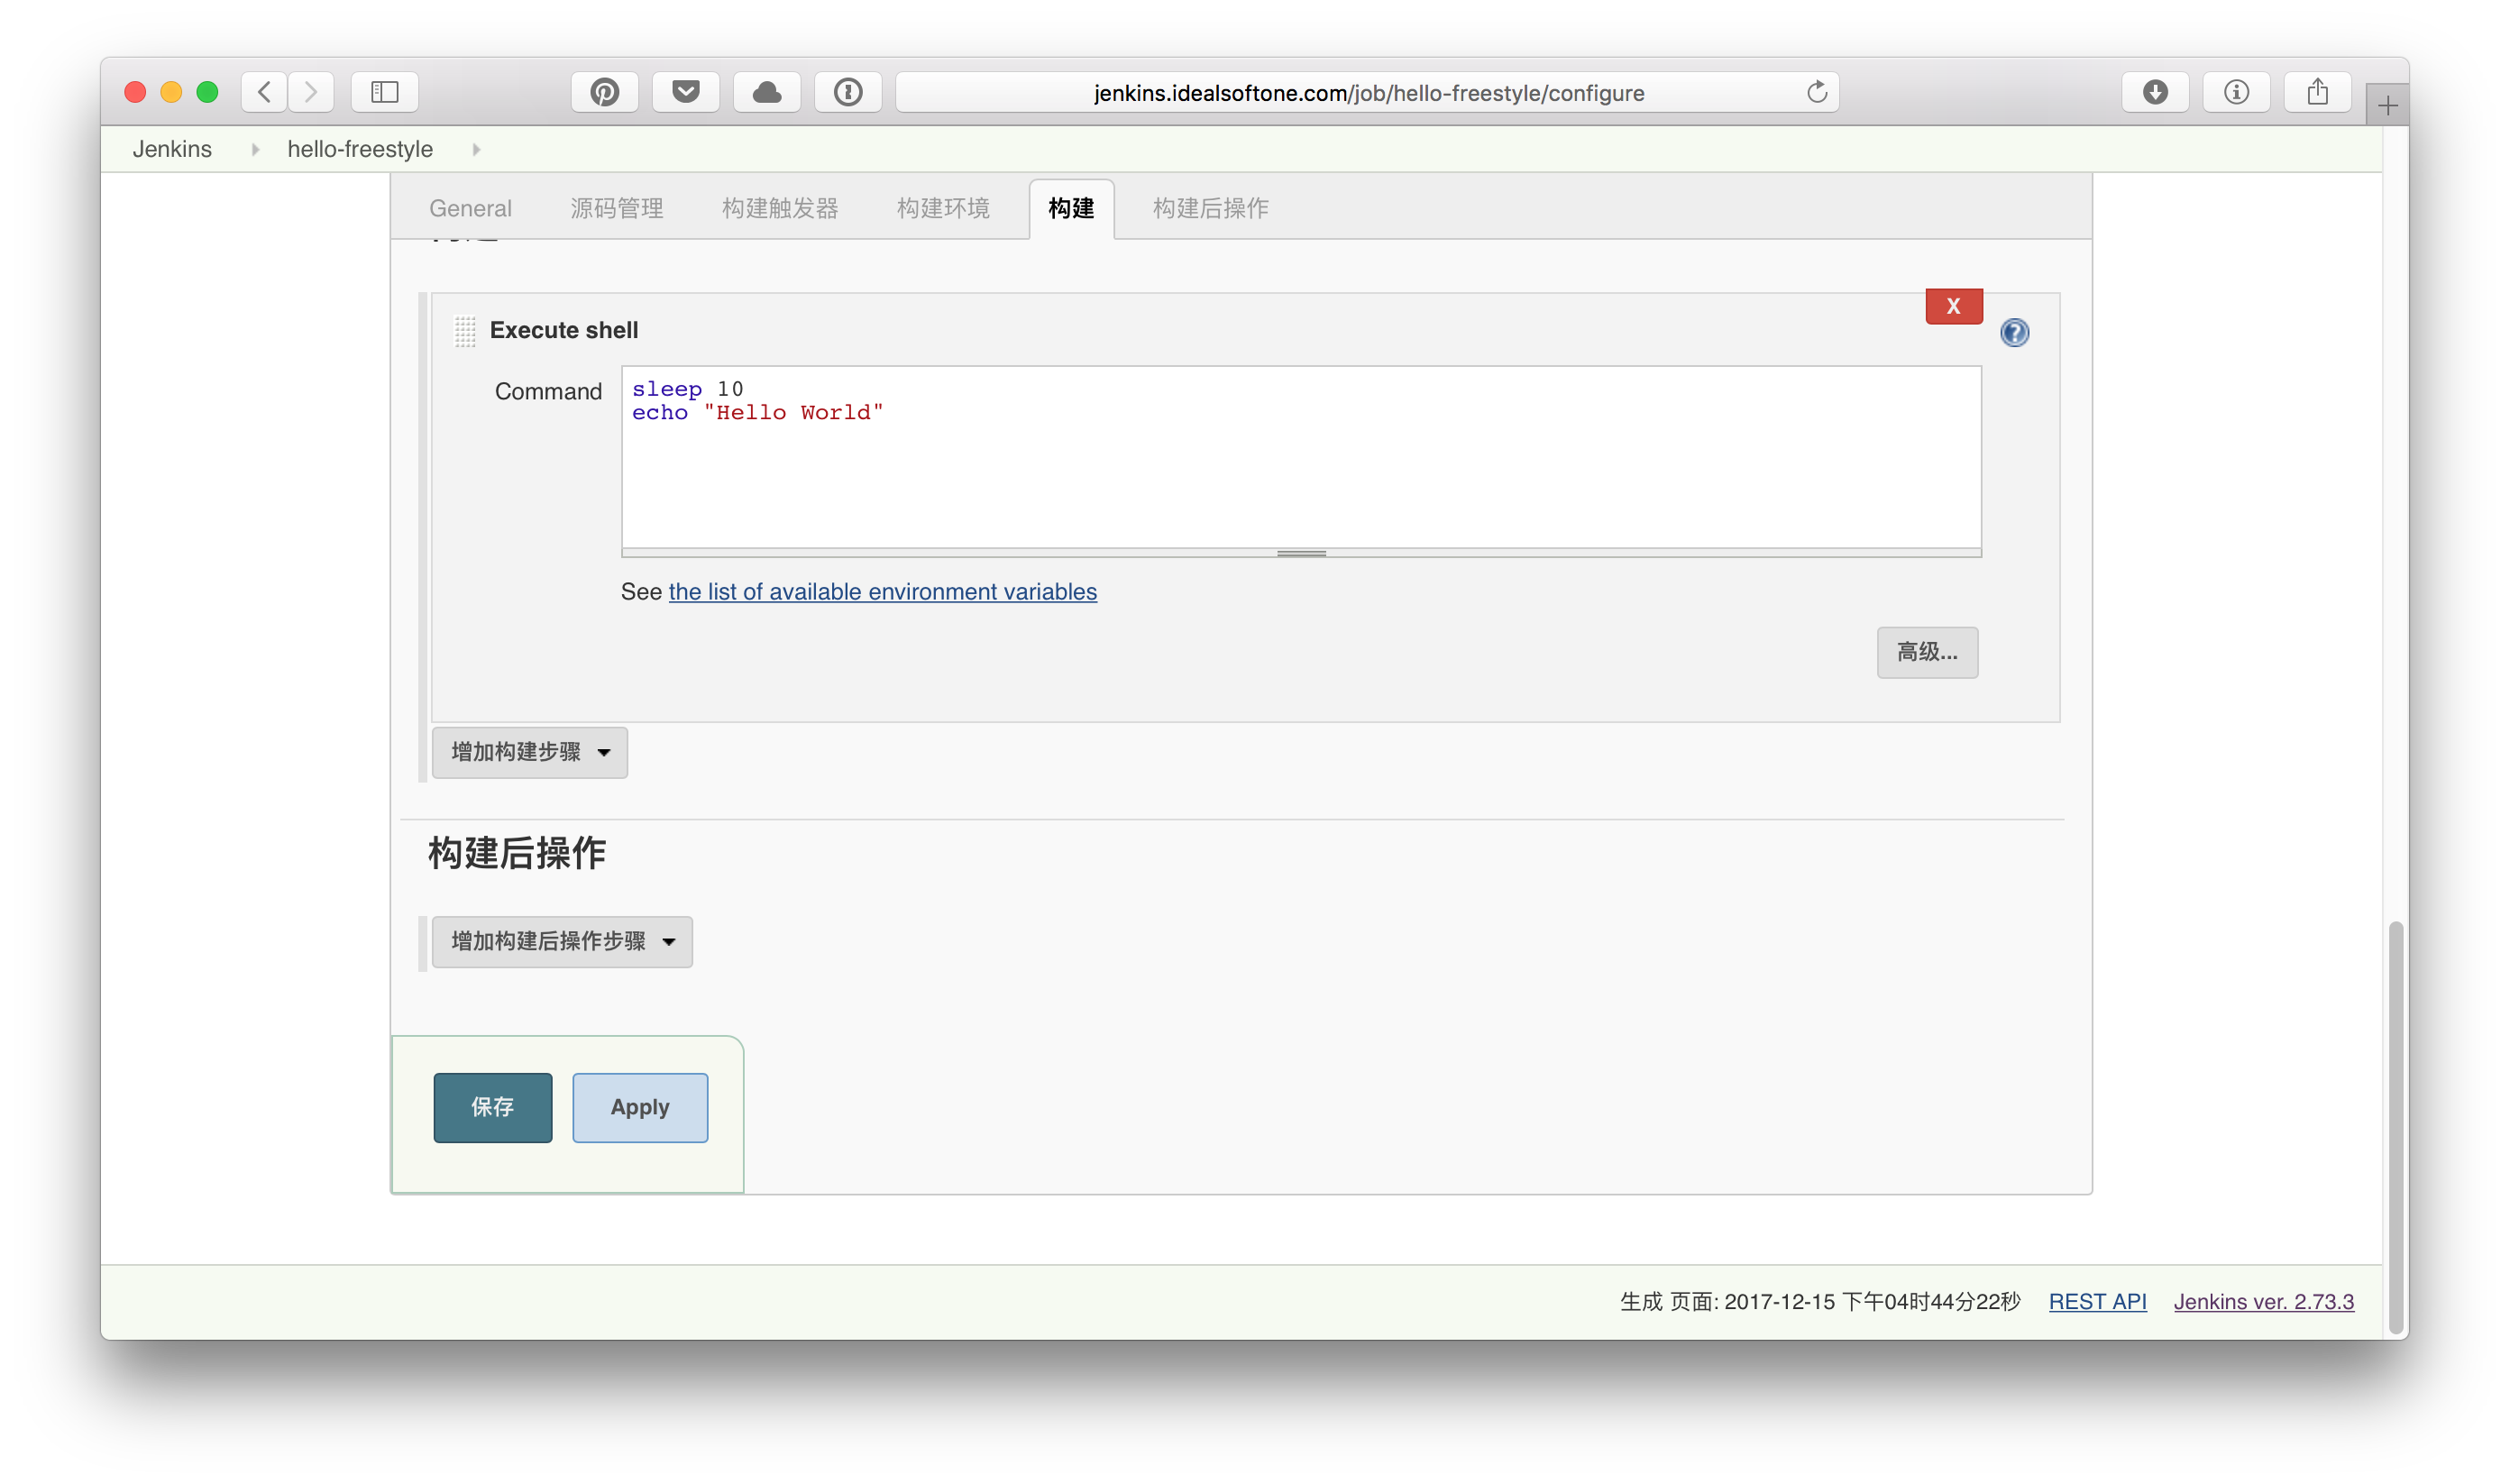 jenkins.idealsoftone.com/job/hello-freestyle/configure
Jenkins hello-freestyle
General 源码管理 构建触发器 构建环境 构建 构建后操作
X
Execute shell
Command
sleep 10
echo "Hello World"
See the list of available environment variables
高级...
增加构建步骤
构建后操作
增加构建后操作步骤
保存 Apply
生成 页面: 2017-12-15 下午04时44分22秒 REST API Jenkins ver. 2.73.3